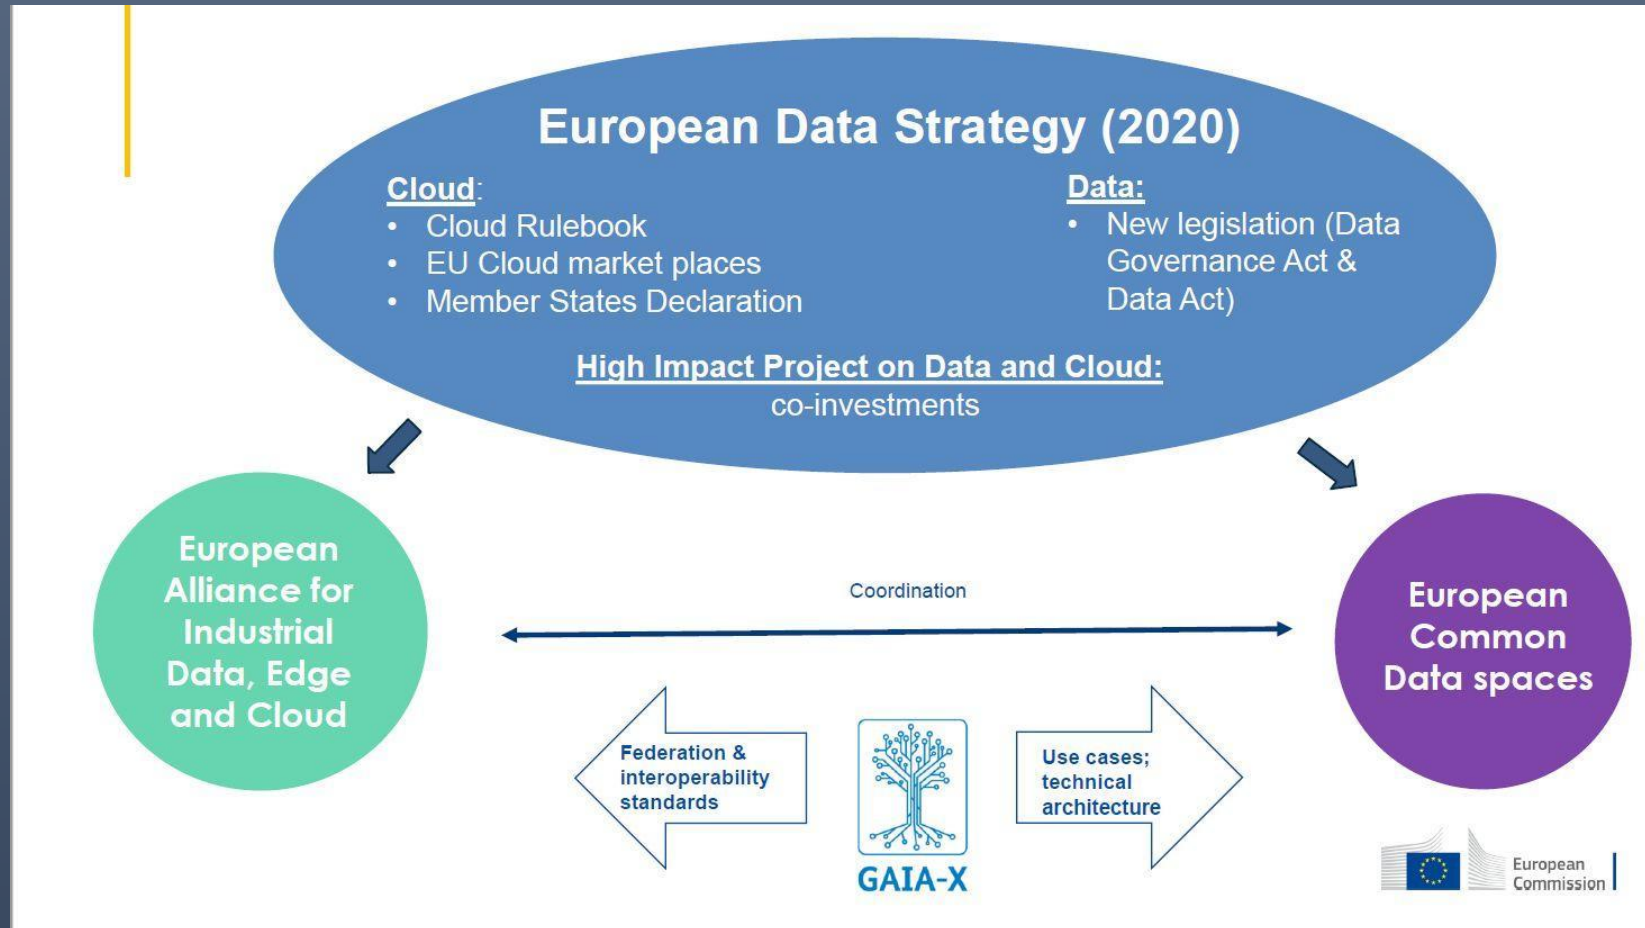 European Data Strategy (2020)
Cloud:
• Cloud Rulebook
• EU Cloud market places
• Member States Declaration
Data:
• New legislation (Data
Governance Act &
Data Act)
High Impact Project on Data and Cloud:
co-investments
European
Alliance for
Industrial
Data, Edge
and Cloud
Coordination
European
Common
Data spaces
Federation &
interoperability
standards
GAIA-X
Use cases;
technical
architecture
European
Commission